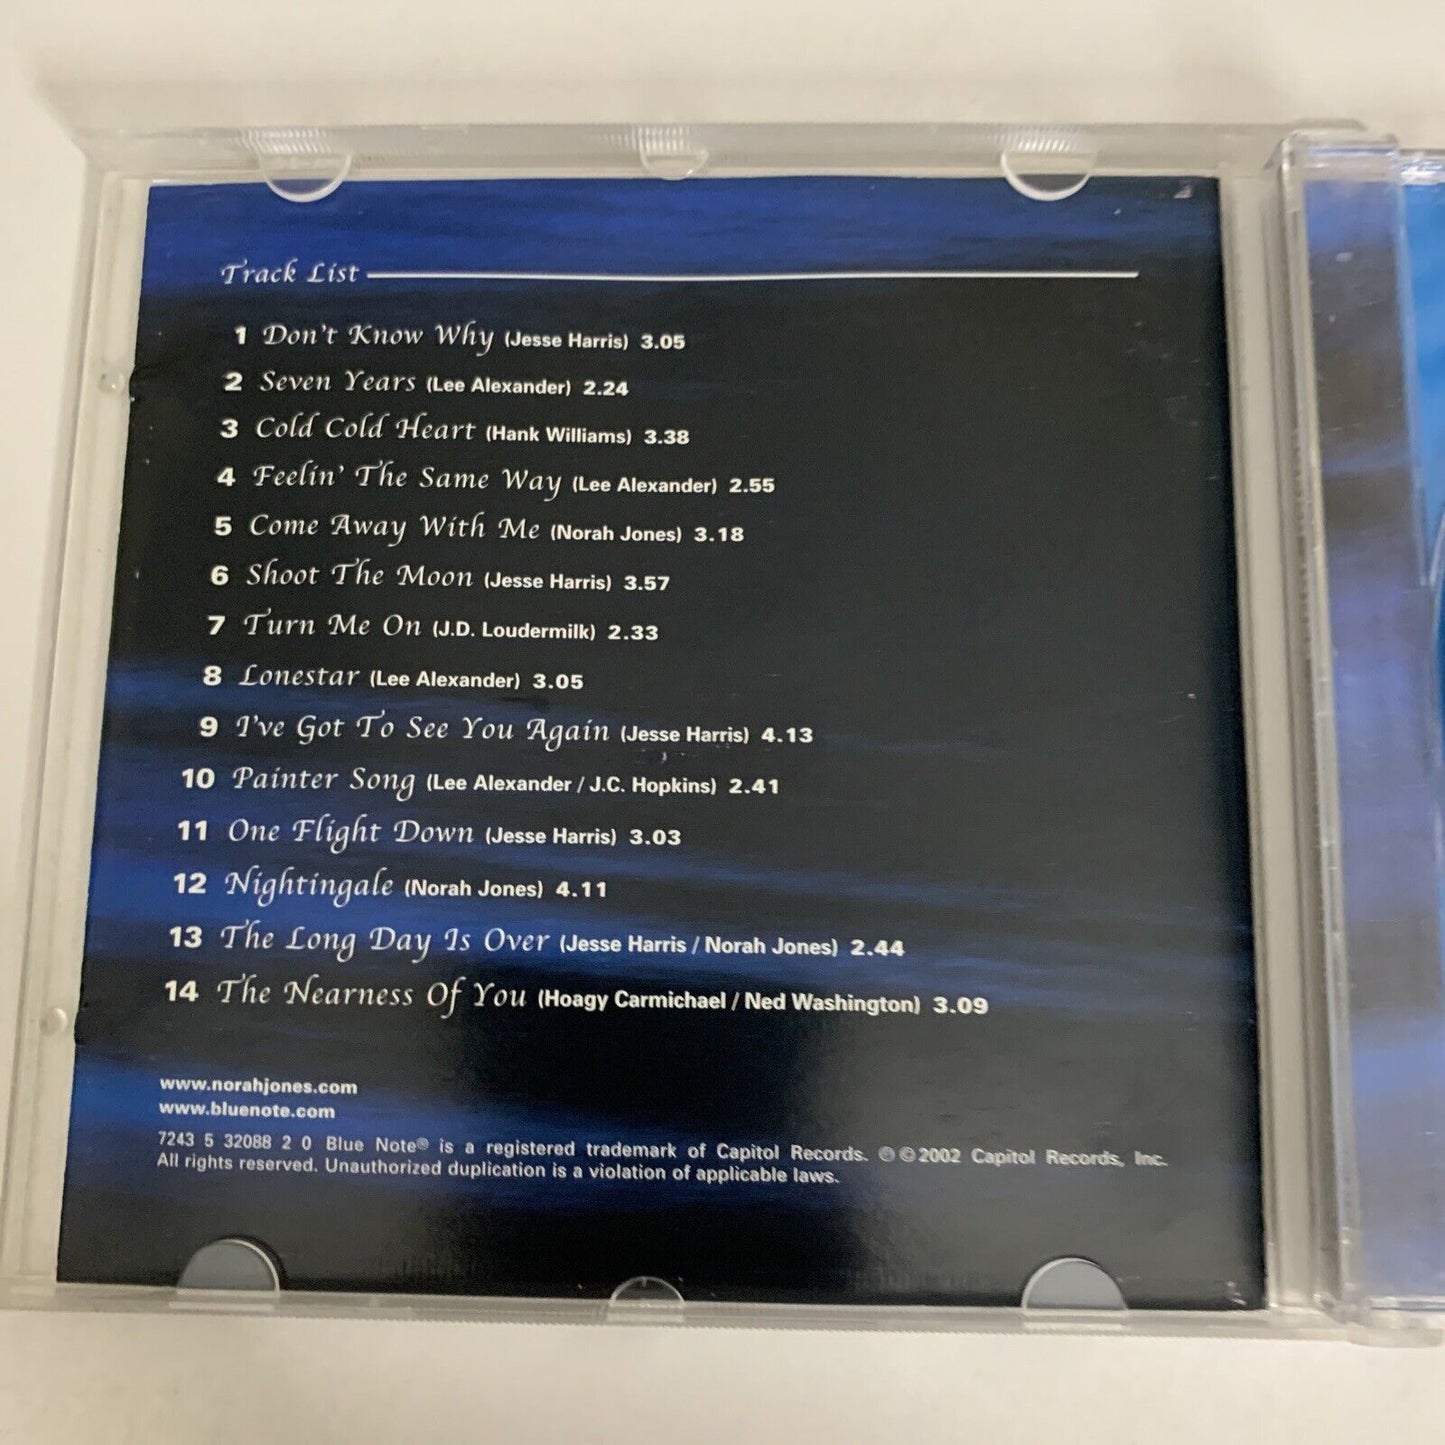 Track List
1 Don't Know Why (Jesse Harris) 3.05
2 Seven Years (Lee Alexander) 2.24
3 Cold Cold Heart (Hank Williams) 3.38
4 Feelin' The Same Way (Lee Alexander) 2.55
5 Come Away With Me (Norah Jones) 3.18
6 Shoot The Moon (Jesse Harris) 3.57
7 Turn Me On (J.D. Loudermilk) 2.33
8 Lonestar (Lee Alexander) 3.05
9 I've Got To See You Again (Jesse Harris) 4.13
10 Painter Song (Lee Alexander / J.C. Hopkins) 2.41
11 One Flight Down (Jesse Harris) 3.03
12 Nightingale (Norah Jones) 4.11
13 The Long Day Is Over (Jesse Harris / Norah Jones) 2.44
14 The Nearness Of You (Hoagy Carmichael / Ned Washington) 3.09
www.norahjones.com
www.bluenote.com
7243 5 32088 2 0 Blue Note® is a registered trademark of Capitol Records. ℗ © 2002 Capitol Records, Inc.
All rights reserved. Unauthorized duplication is a violation of applicable laws.